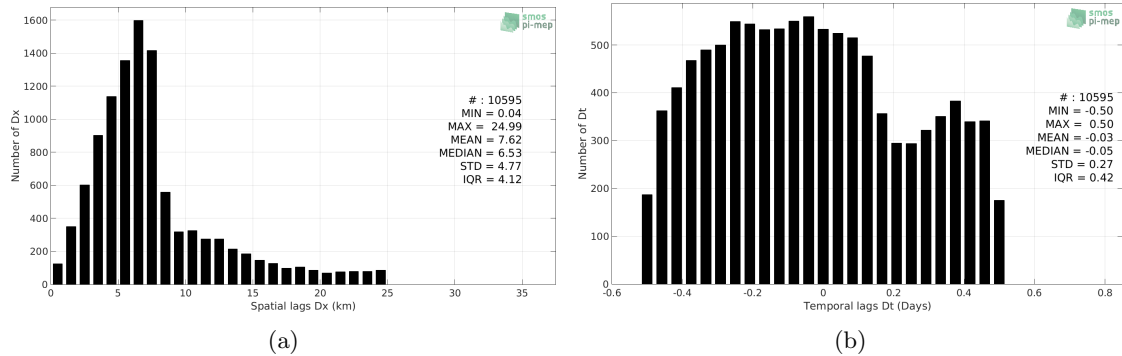 1600
1400
1200
1000
800
600
400
200
0
Number of Dx
0 5 10 15 20 25 30 35
Spatial lags Dx (km)
smos
pi-mep
# : 10595
MIN = 0.04
MAX = 24.99
MEAN = 7.62
MEDIAN = 6.53
STD = 4.77
IQR = 4.12
(a)
500
400
300
200
100
0
Number of Dt
-0.6 -0.4 -0.2 0 0.2 0.4 0.6 0.8
Temporal lags Dt (Days)
smos
pi-mep
# : 10595
MIN = -0.50
MAX = 0.50
MEAN = -0.03
MEDIAN = -0.05
STD = 0.27
IQR = 0.42
(b)